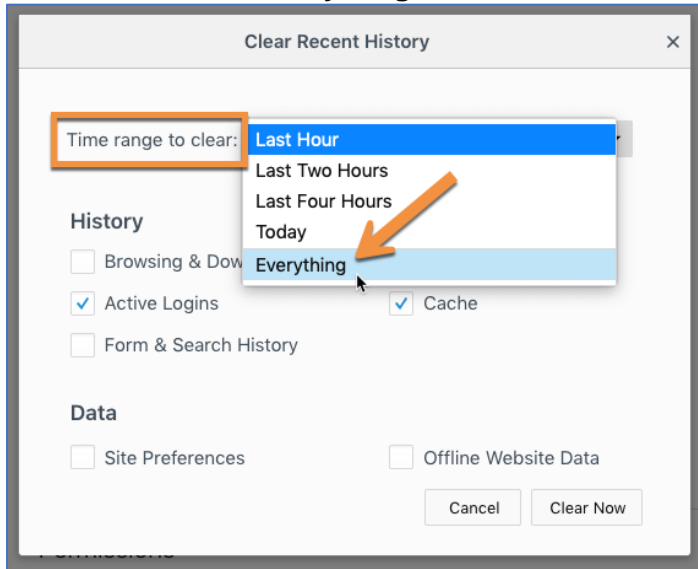 Clear Recent History
Time range to clear: Last Hour
Last Two Hours
Last Four Hours
Today
Everything
History
Browsing &
Active Logins Cache
Form & Search History
Data
Site Preferences Offline Website Data
Cancel Clear Now